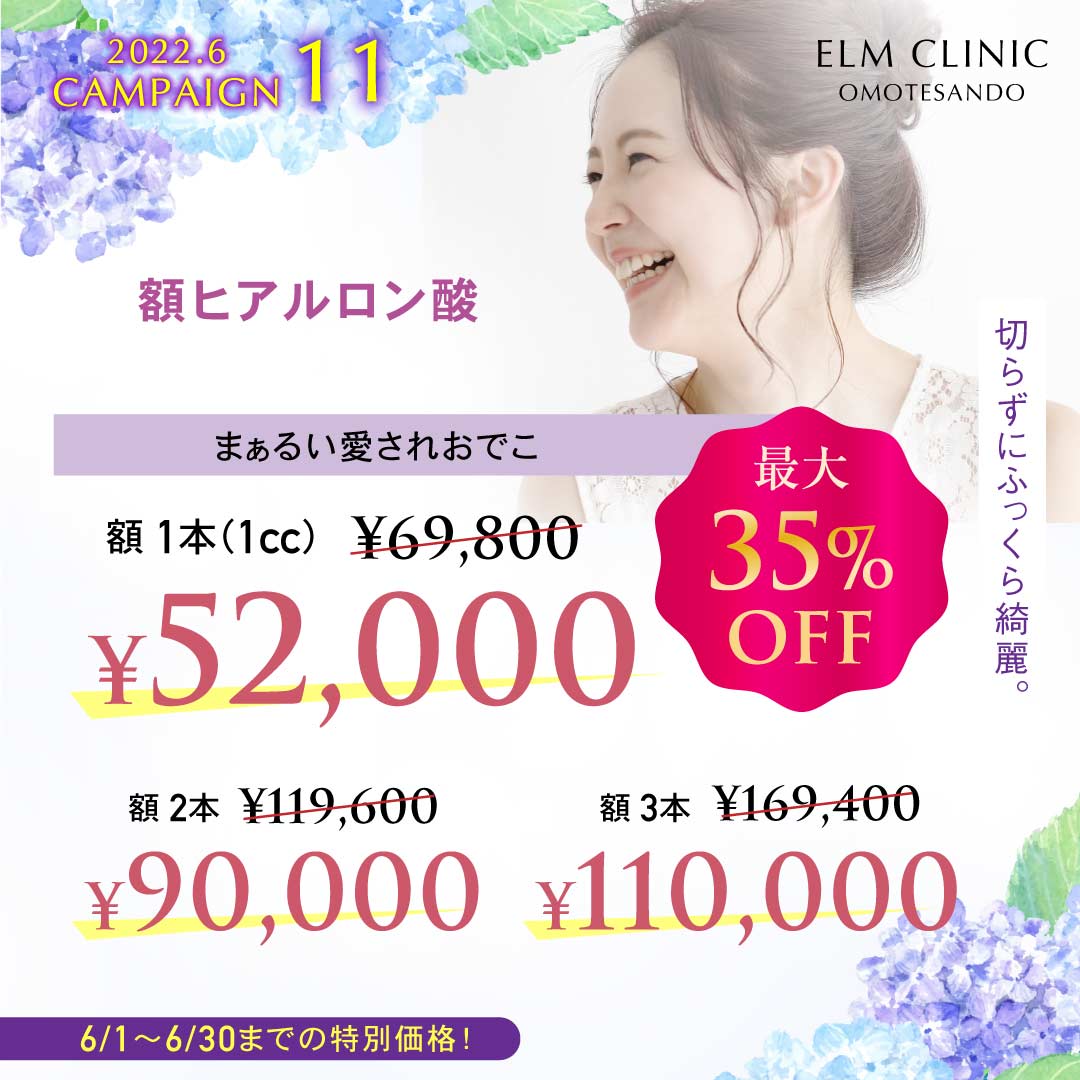 2022.6
CAMPAIGN 11
ELM CLINIC
OMOTESANDO
額ヒアルロン酸
切らずにふっくら綺麗。
まぁるい愛されおでこ
最大
35%
OFF
額 1本(1cc) ¥69,800
¥52,000
額 2本 ¥119,600
¥90,000
額 3本 ¥169,400
¥110,000
6/1〜6/30までの特別価格!